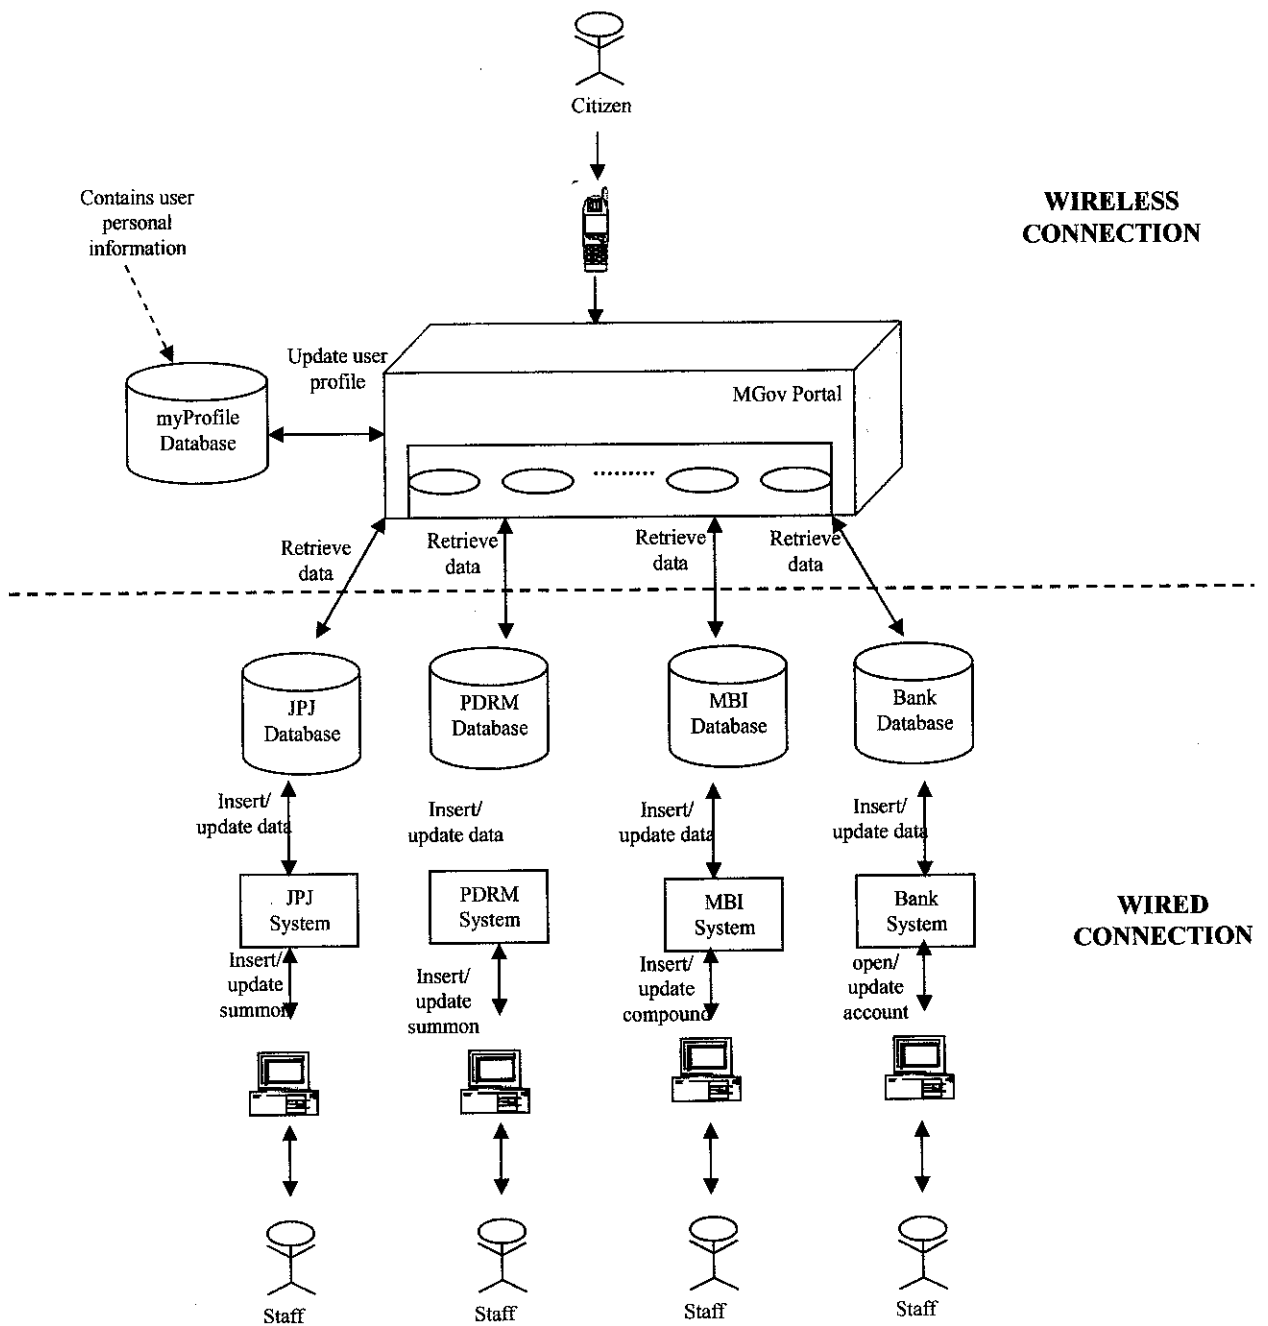 Citizen
Contains user
personal
information
WIRELESS
CONNECTION
Update user
profile
MGov Portal
myProfile
Database
Retrieve
data
Retrieve
data
Retrieve
data
Retrieve
data
JPJ
Database
PDRM
Database
MBI
Database
Bank
Database
Insert/
update data
Insert/
update data
Insert/
update data
Insert/
update data
JPJ
System
PDRM
System
MBI
System
Bank
System
WIRED
CONNECTION
Insert/
update
summon
Insert/
update
summon
Insert/
update
compound
open/
update
account
Staff
Staff
Staff
Staff